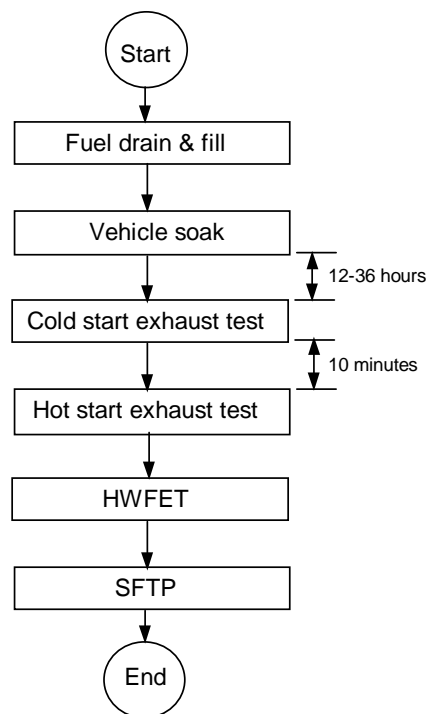 Start
Fuel drain & fill
Vehicle soak
12-36 hours
Cold start exhaust test
10 minutes
Hot start exhaust test
HWFET
SFTP
End